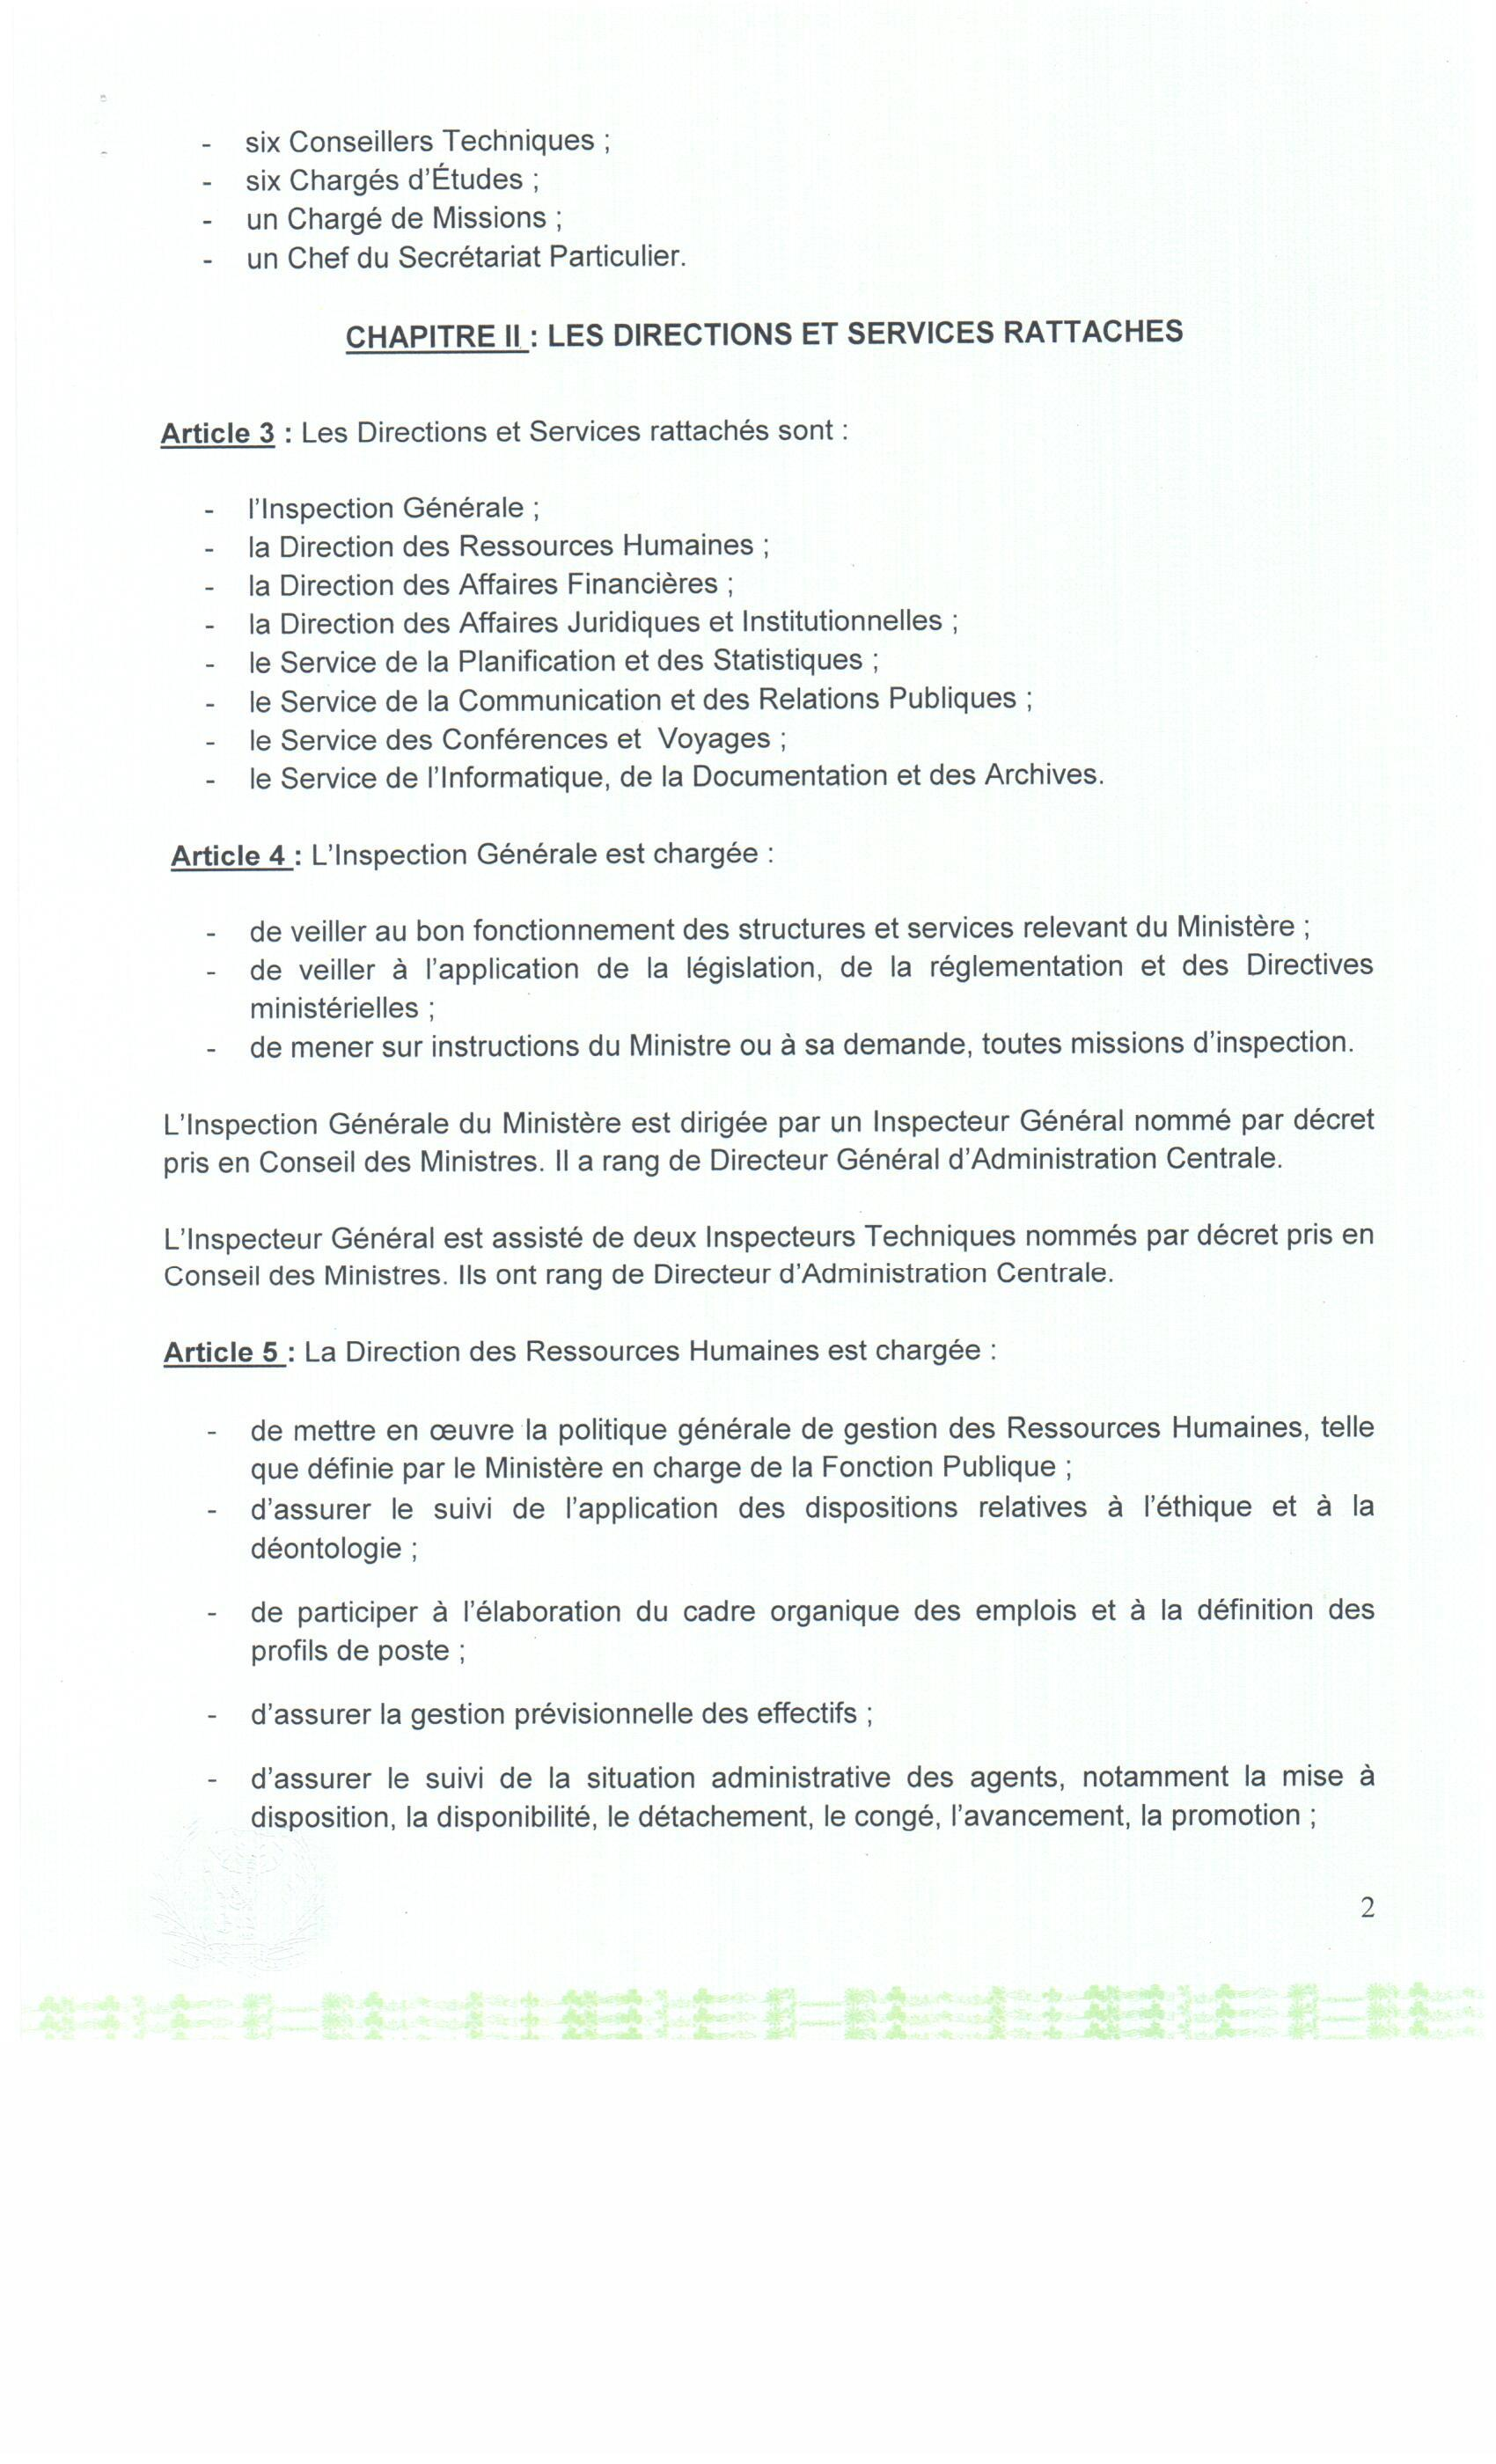 - six Conseillers Techniques ;
- six Chargés d'Études ;
- un Chargé de Missions ;
- un Chef du Secrétariat Particulier.
CHAPITRE II : LES DIRECTIONS ET SERVICES RATTACHES
Article 3 : Les Directions et Services rattachés sont :
- l'Inspection Générale ;
- la Direction des Ressources Humaines ;
- la Direction des Affaires Financières ;
- la Direction des Affaires Juridiques et Institutionnelles ;
- le Service de la Planification et des Statistiques ;
- le Service de la Communication et des Relations Publiques ;
- le Service des Conférences et Voyages ;
- le Service de l'Informatique, de la Documentation et des Archives.
Article 4 : L'Inspection Générale est chargée :
- de veiller au bon fonctionnement des structures et services relevant du Ministère ;
- de veiller à l'application de la législation, de la réglementation et des Directives
ministérielles ;
- de mener sur instructions du Ministre ou à sa demande, toutes missions d'inspection.
L'Inspection Générale du Ministère est dirigée par un Inspecteur Général nommé par décret
pris en Conseil des Ministres. Il a rang de Directeur Général d'Administration Centrale.
L'Inspecteur Général est assisté de deux Inspecteurs Techniques nommés par décret pris en
Conseil des Ministres. Ils ont rang de Directeur d'Administration Centrale.
Article 5 : La Direction des Ressources Humaines est chargée :
- de mettre en œuvre la politique générale de gestion des Ressources Humaines, telle
que définie par le Ministère en charge de la Fonction Publique ;
- d'assurer le suivi de l'application des dispositions relatives à l'éthique et à la
déontologie ;
- de participer à l'élaboration du cadre organique des emplois et à la définition des
profils de poste ;
- d'assurer la gestion prévisionnelle des effectifs ;
- d'assurer le suivi de la situation administrative des agents, notamment la mise à
disposition, la disponibilité, le détachement, le congé, l'avancement, la promotion ;
2